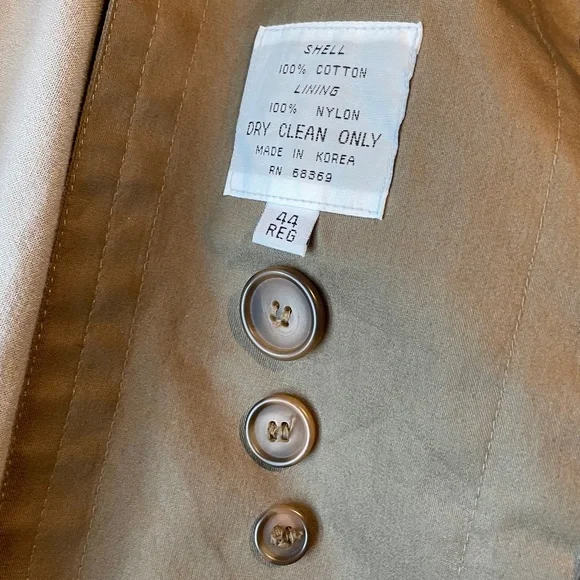 SHELL
100% COTTON
LINING
100% NYLON
DRY CLEAN ONLY
MADE IN KOREA
RN 68369
44
REG